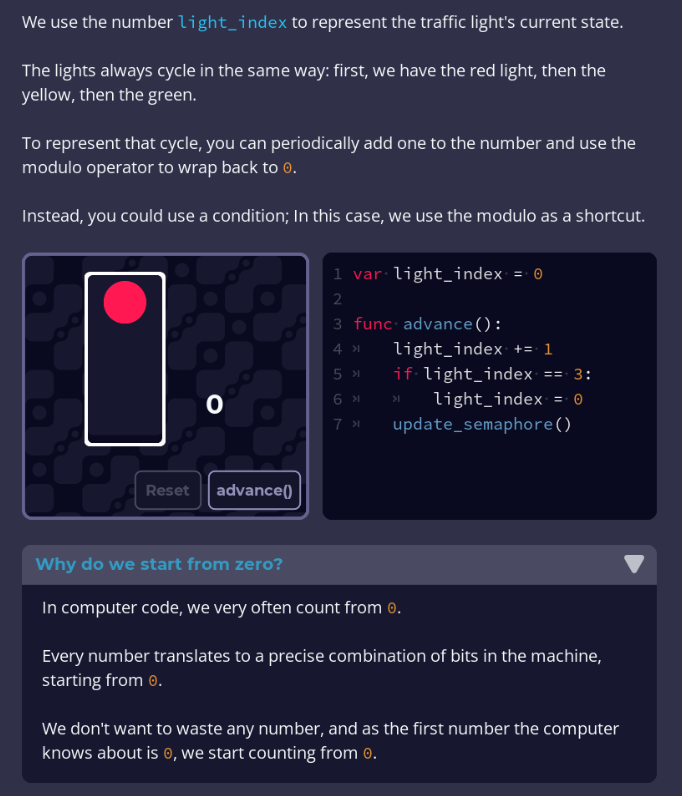 We use the number light_index to represent the traffic light's current state.
The lights always cycle in the same way: first, we have the red light, then the
yellow, then the green.
To represent that cycle, you can periodically add one to the number and use the
modulo operator to wrap back to 0.
Instead, you could use a condition; In this case, we use the modulo as a shortcut.
0
Reset advance()
1 var light_index = 0
2
3 func advance():
4 light_index += 1
5 if light_index == 3:
6 light_index = 0
7 update_semaphore()
Why do we start from zero?
In computer code, we very often count from 0.
Every number translates to a precise combination of bits in the machine,
starting from 0.
We don't want to waste any number, and as the first number the computer
knows about is 0, we start counting from 0.